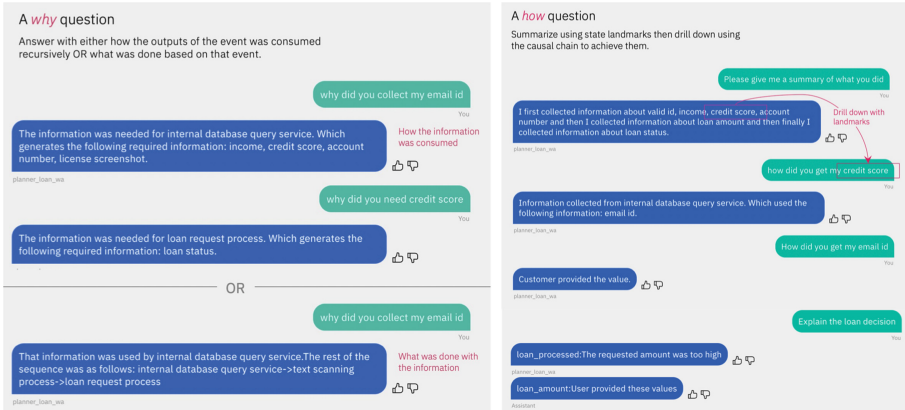 A why question
Answer with either how the outputs of the event was consumed
recursively OR what was done based on that event.
why did you collect my email id
You
The information was needed for internal database query service. Which
generates the following required information: income, credit score, account
number, license screenshot.
How the information
was consumed
planner_loan_wa
why did you need credit score
You
The information was needed for loan request process. Which generates the
following required information: loan status.
OR
why did you collect my email id
You
That information was used by internal database query service.The rest of the
sequence was as follows: internal database query service->text scanning
process->loan request process
What was done with
the information
planner_loan_wa
A how question
Summarize using state landmarks then drill down using
the causal chain to achieve them.
Please give me a summary of what you did
You
I first collected information about valid id, income, credit score, account
number and then I collected information about loan amount and then finally I
collected information about loan status.
Drill down with
landmarks
planner_loan_wa
how did you get my credit score
You
Information collected from internal database query service. Which used the
following information: email id.
planner_loan_wa
How did you get my email id
You
Customer provided the value.
planner_loan_wa
Explain the loan decision
You
loan_processed:The requested amount was too high
planner_loan_wa
loan_amount:User provided these values
Assistant